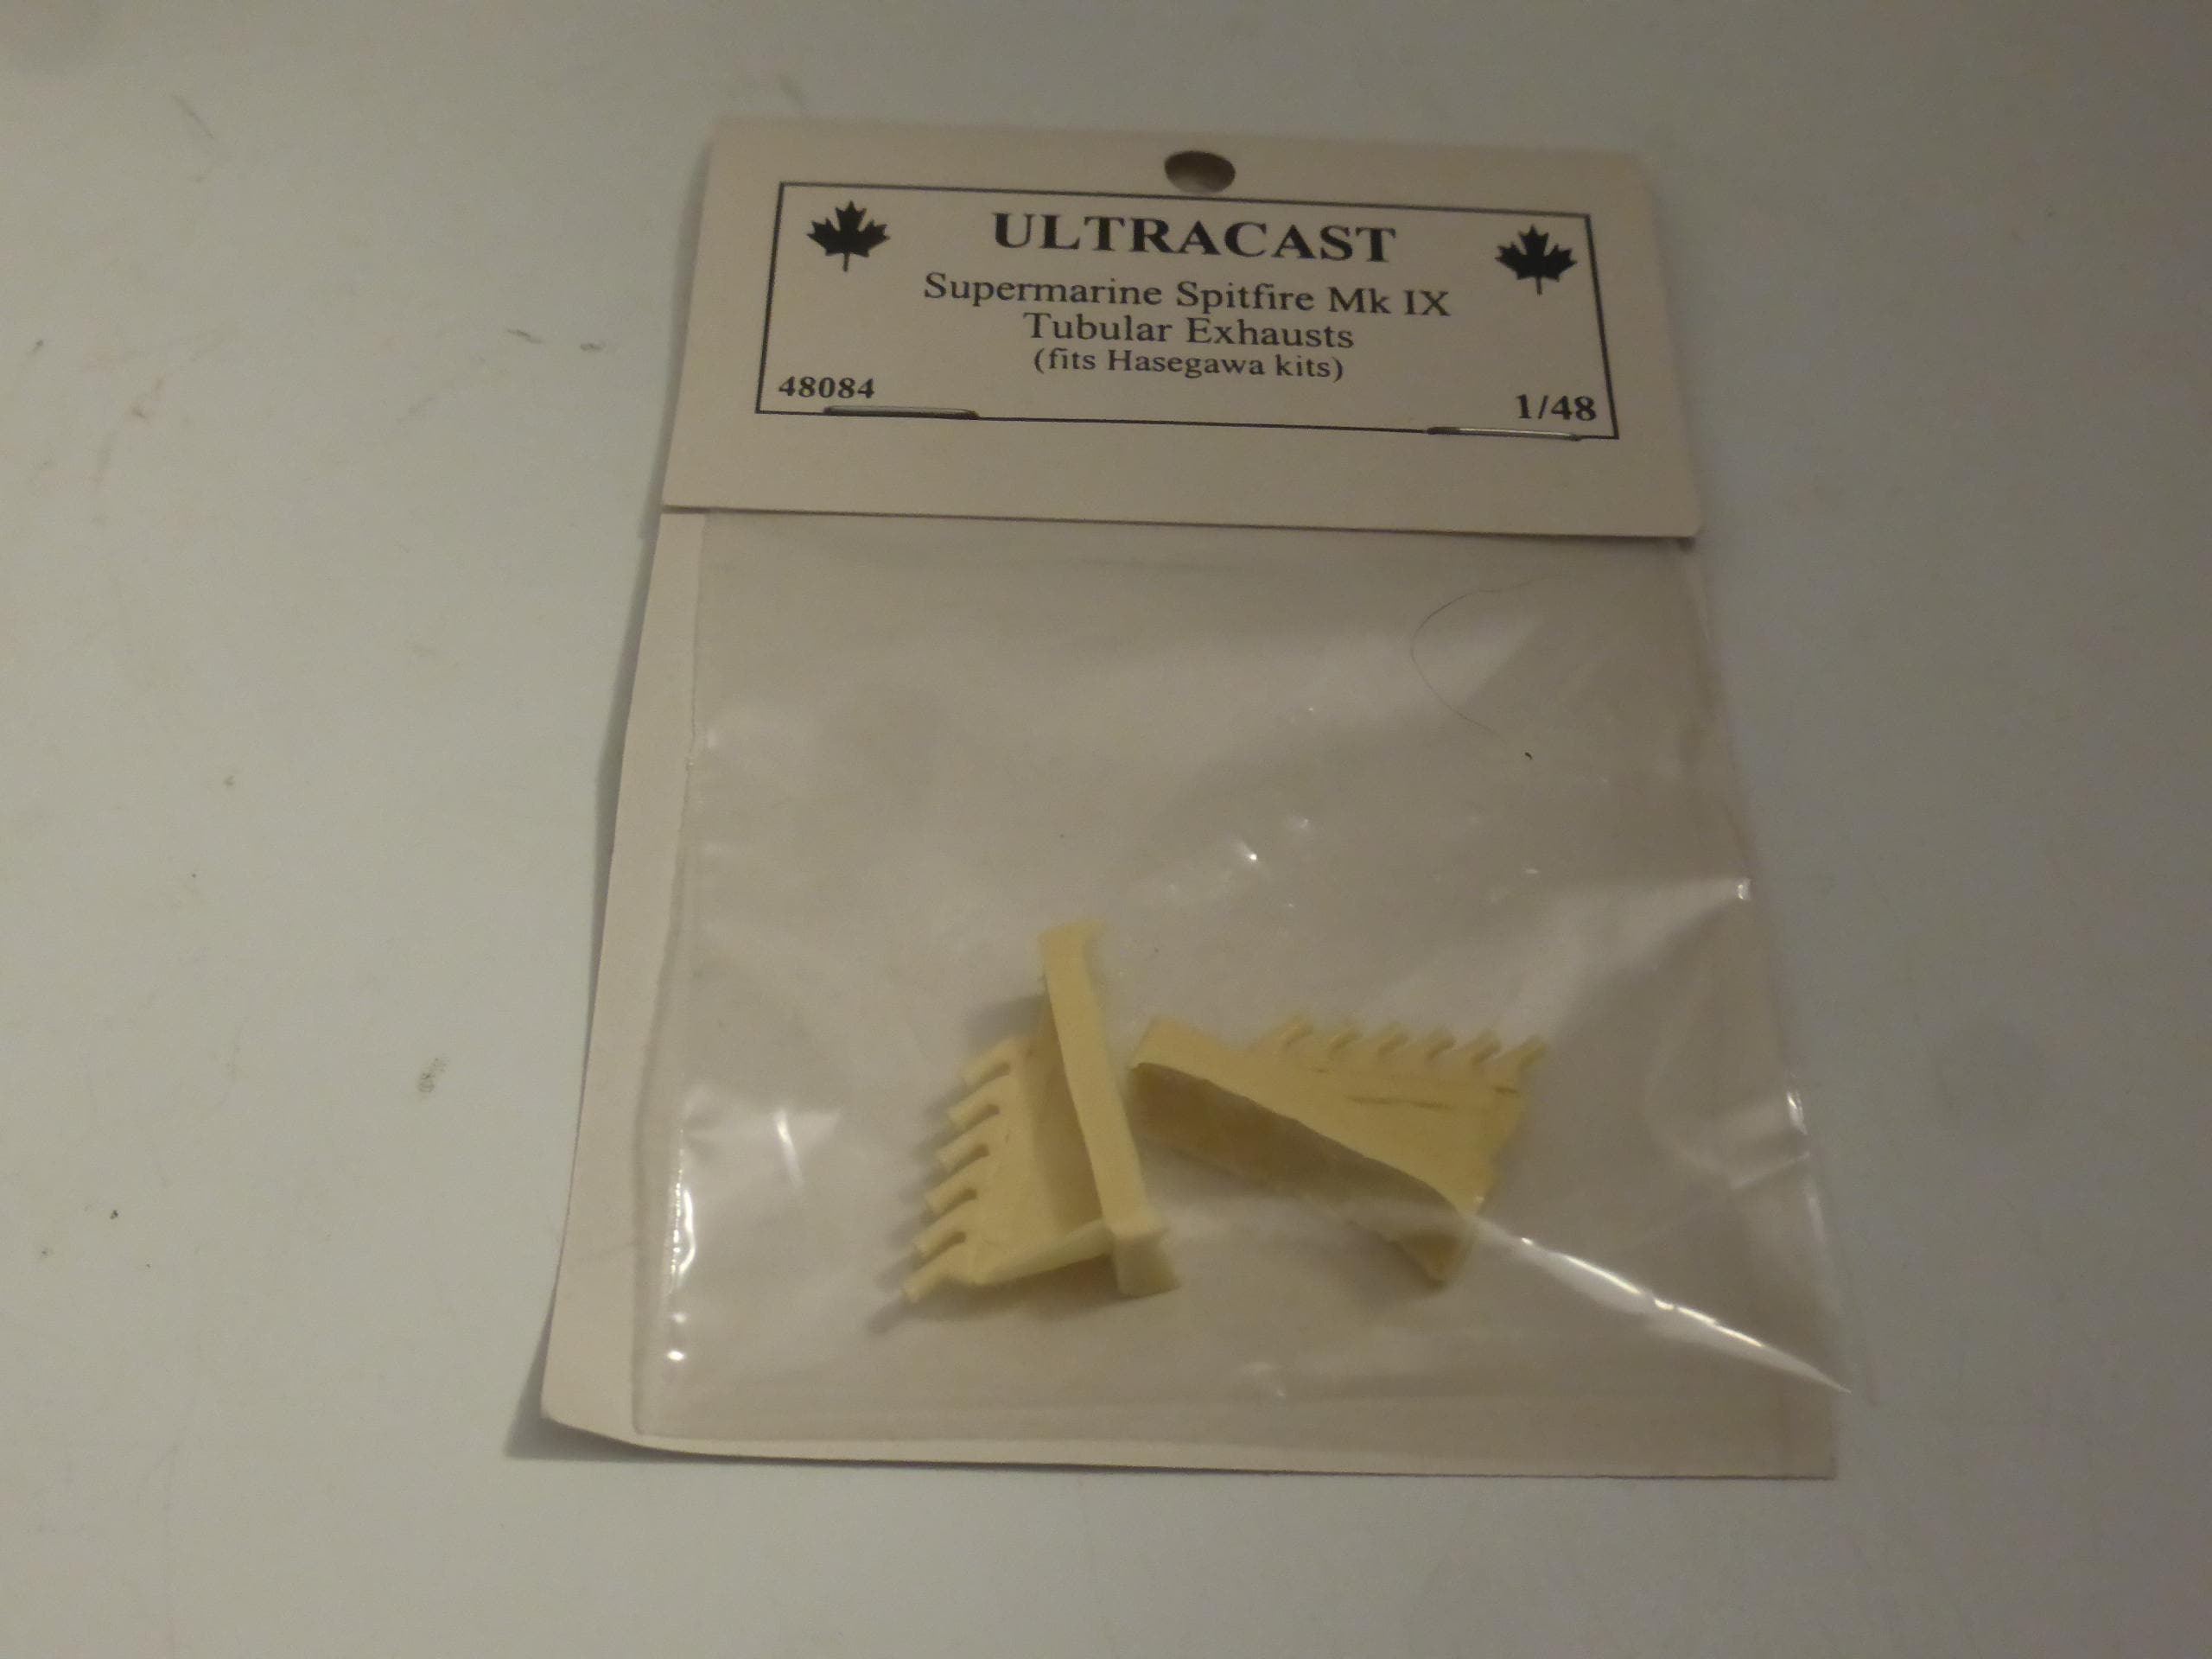 ULTRACAST
Supermarine Spitfire Mk IX
Tubular Exhausts
(fits Hasegawa kits)
48084
1/48